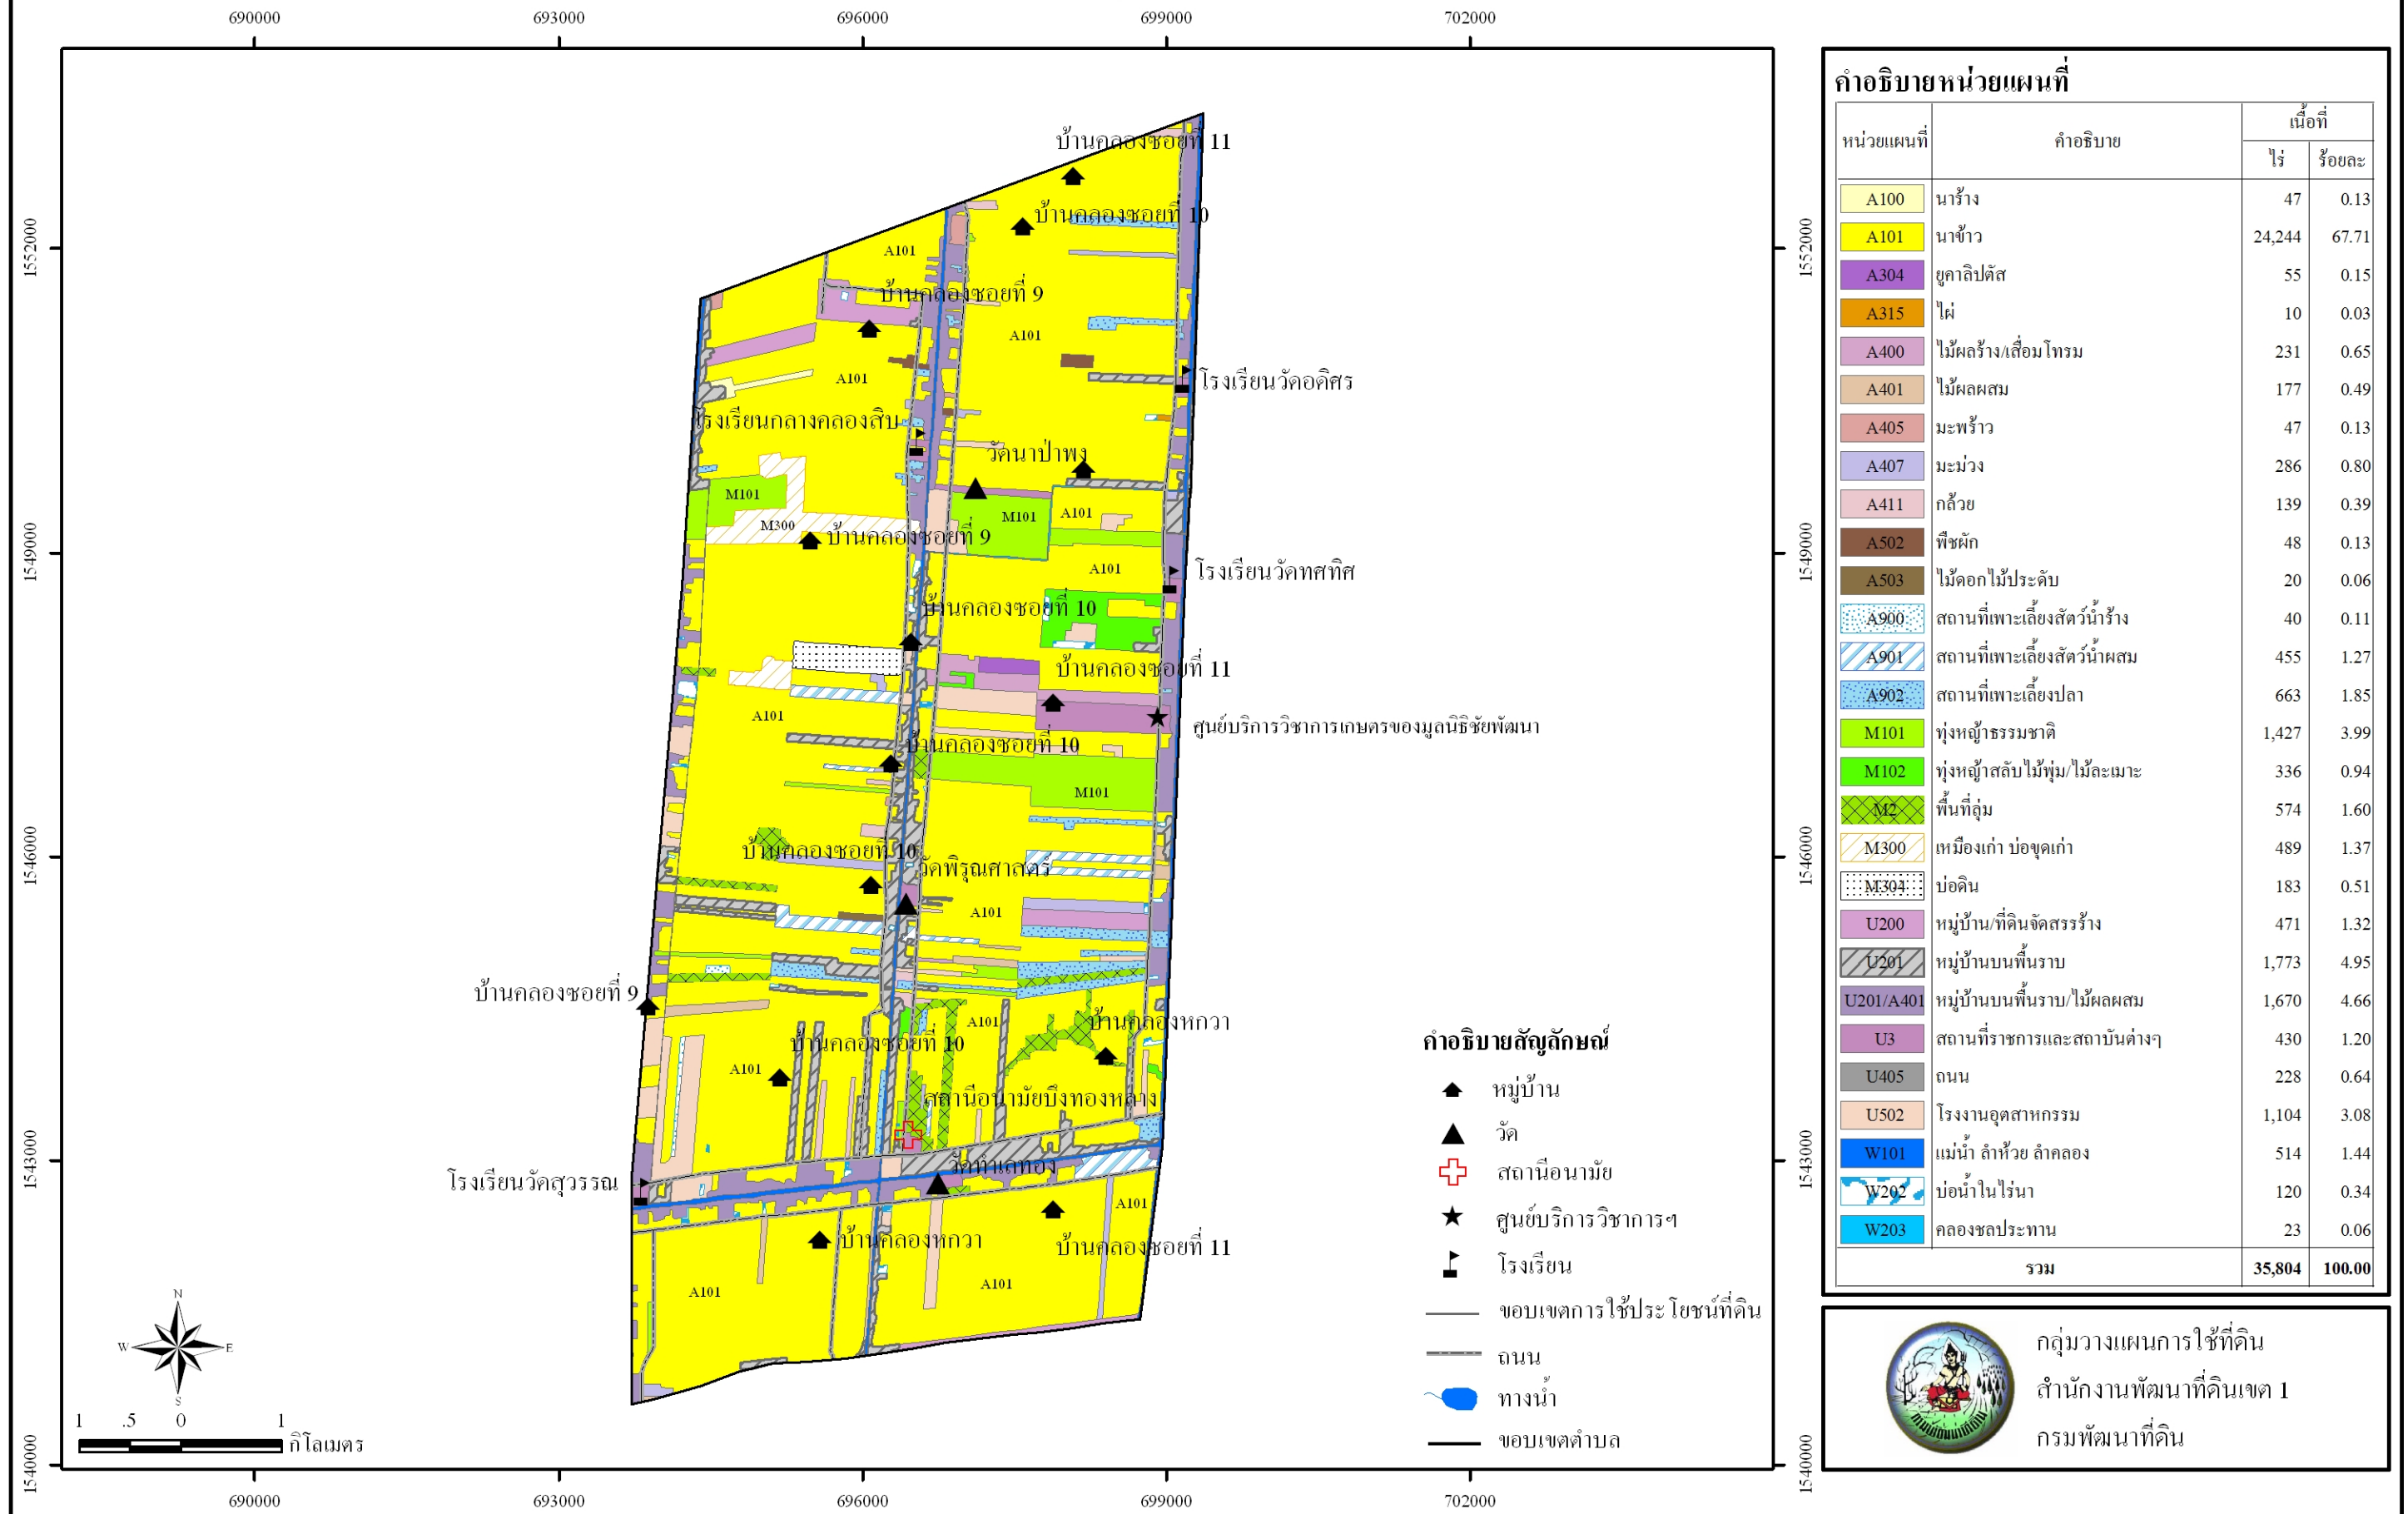 690000 693000 696000 699000 702000
1552000
1549000
1546000
1543000
1540000
บ้านคลองซอยที่ 11
บ้านคลองซอยที่ 10
A101
บ้านคลองซอยที่ 9
A101
A101
โรงเรียนวัดอดิศร
โรงเรียนกลางคลองสิบ
วัดนาป่าพง
M101
M101
A101
M300
บ้านคลองซอยที่ 9
A101
โรงเรียนวัดทศทิศ
บ้านคลองซอยที่ 10
บ้านคลองซอยที่ 11
A101
ศูนย์บริการวิชาการเกษตรของมูลนิธิชัยพัฒนา
บ้านคลองซอยที่ 10
M101
บ้านคลองซอยที่ 10
วัดพิรุณศาสตร์
A101
บ้านคลองซอยที่ 9
A101
บ้านคลองหกวา
บ้านคลองซอยที่ 10
A101
สถานีอนามัยบึงทองหลาง
วัดทำเลทอง
โรงเรียนวัดสุวรรณ
A101
บ้านคลองหกวา
บ้านคลองซอยที่ 11
A101
A101
N
W E
S
1 .5 0 1
กิโลเมตร
690000 693000 696000 699000 702000
1552000
1549000
1546000
1543000
1540000
คำอธิบายสัญลักษณ์
หมู่บ้าน
วัด
สถานีอนามัย
ศูนย์บริการวิชาการฯ
โรงเรียน
ขอบเขตการใช้ประโยชน์ที่ดิน
ถนน
ทางน้ำ
ขอบเขตตำบล
คำอธิบายหน่วยแผนที่
หน่วยแผนที่ คำอธิบาย เนื้อที่
ไร่ ร้อยละ
A100 นาร้าง 47 0.13
A101 นาข้าว 24,244 67.71
A304 ยูคาลิปตัส 55 0.15
A315 ไผ่ 10 0.03
A400 ไม้ผลร้าง/เสื่อมโทรม 231 0.65
A401 ไม้ผลผสม 177 0.49
A405 มะพร้าว 47 0.13
A407 มะม่วง 286 0.80
A411 กล้วย 139 0.39
A502 พืชผัก 48 0.13
A503 ไม้ดอกไม้ประดับ 20 0.06
A900 สถานที่เพาะเลี้ยงสัตว์น้ำร้าง 40 0.11
A901 สถานที่เพาะเลี้ยงสัตว์น้ำผสม 455 1.27
A902 สถานที่เพาะเลี้ยงปลา 663 1.85
M101 ทุ่งหญ้าธรรมชาติ 1,427 3.99
M102 ทุ่งหญ้าสลับไม้พุ่ม/ไม้ละเมาะ 336 0.94
M2 พื้นที่ลุ่ม 574 1.60
M300 เหมืองเก่า บ่อขุดเก่า 489 1.37
M304 บ่อดิน 183 0.51
U200 หมู่บ้าน/ที่ดินจัดสรรร้าง 471 1.32
U201 หมู่บ้านบนพื้นราบ 1,773 4.95
U201/A401 หมู่บ้านบนพื้นราบ/ไม้ผลผสม 1,670 4.66
U3 สถานที่ราชการและสถาบันต่างๆ 430 1.20
U405 ถนน 228 0.64
U502 โรงงานอุตสาหกรรม 1,104 3.08
W101 แม่น้ำ ลำห้วย ลำคลอง 514 1.44
W202 บ่อน้ำในไร่นา 120 0.34
W203 คลองชลประทาน 23 0.06
รวม 35,804 100.00
กลุ่มวางแผนการใช้ที่ดิน
สำนักงานพัฒนาที่ดินเขต 1
กรมพัฒนาที่ดิน
กรมพัฒนาที่ดิน